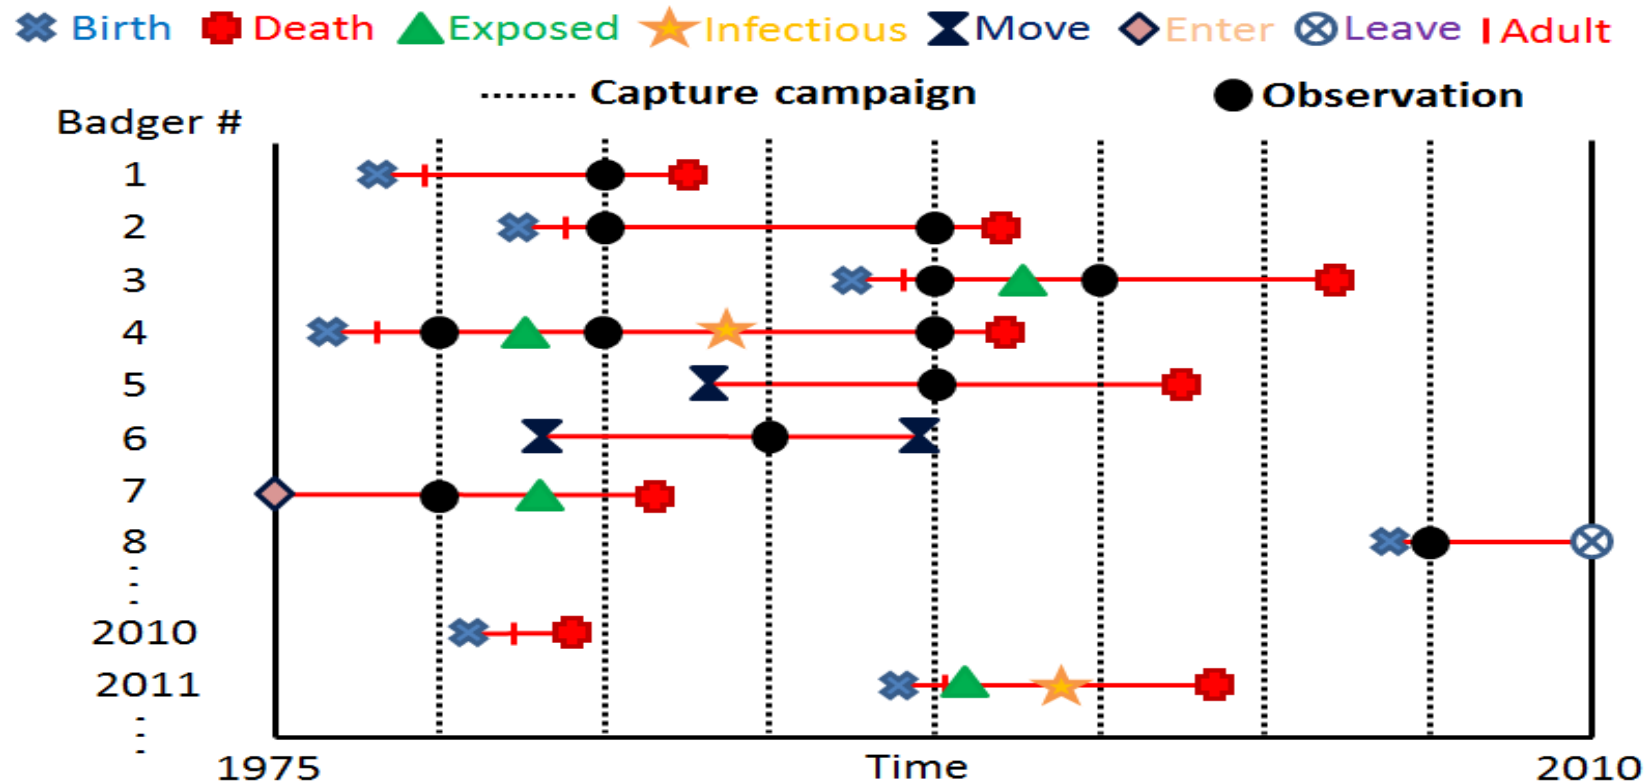 Birth Death Exposed Infectious Move Enter Leave Adult
Capture campaign Observation
Badger #
1
2
3
4
5
6
7
8
2010
2011
1975 Time 2010